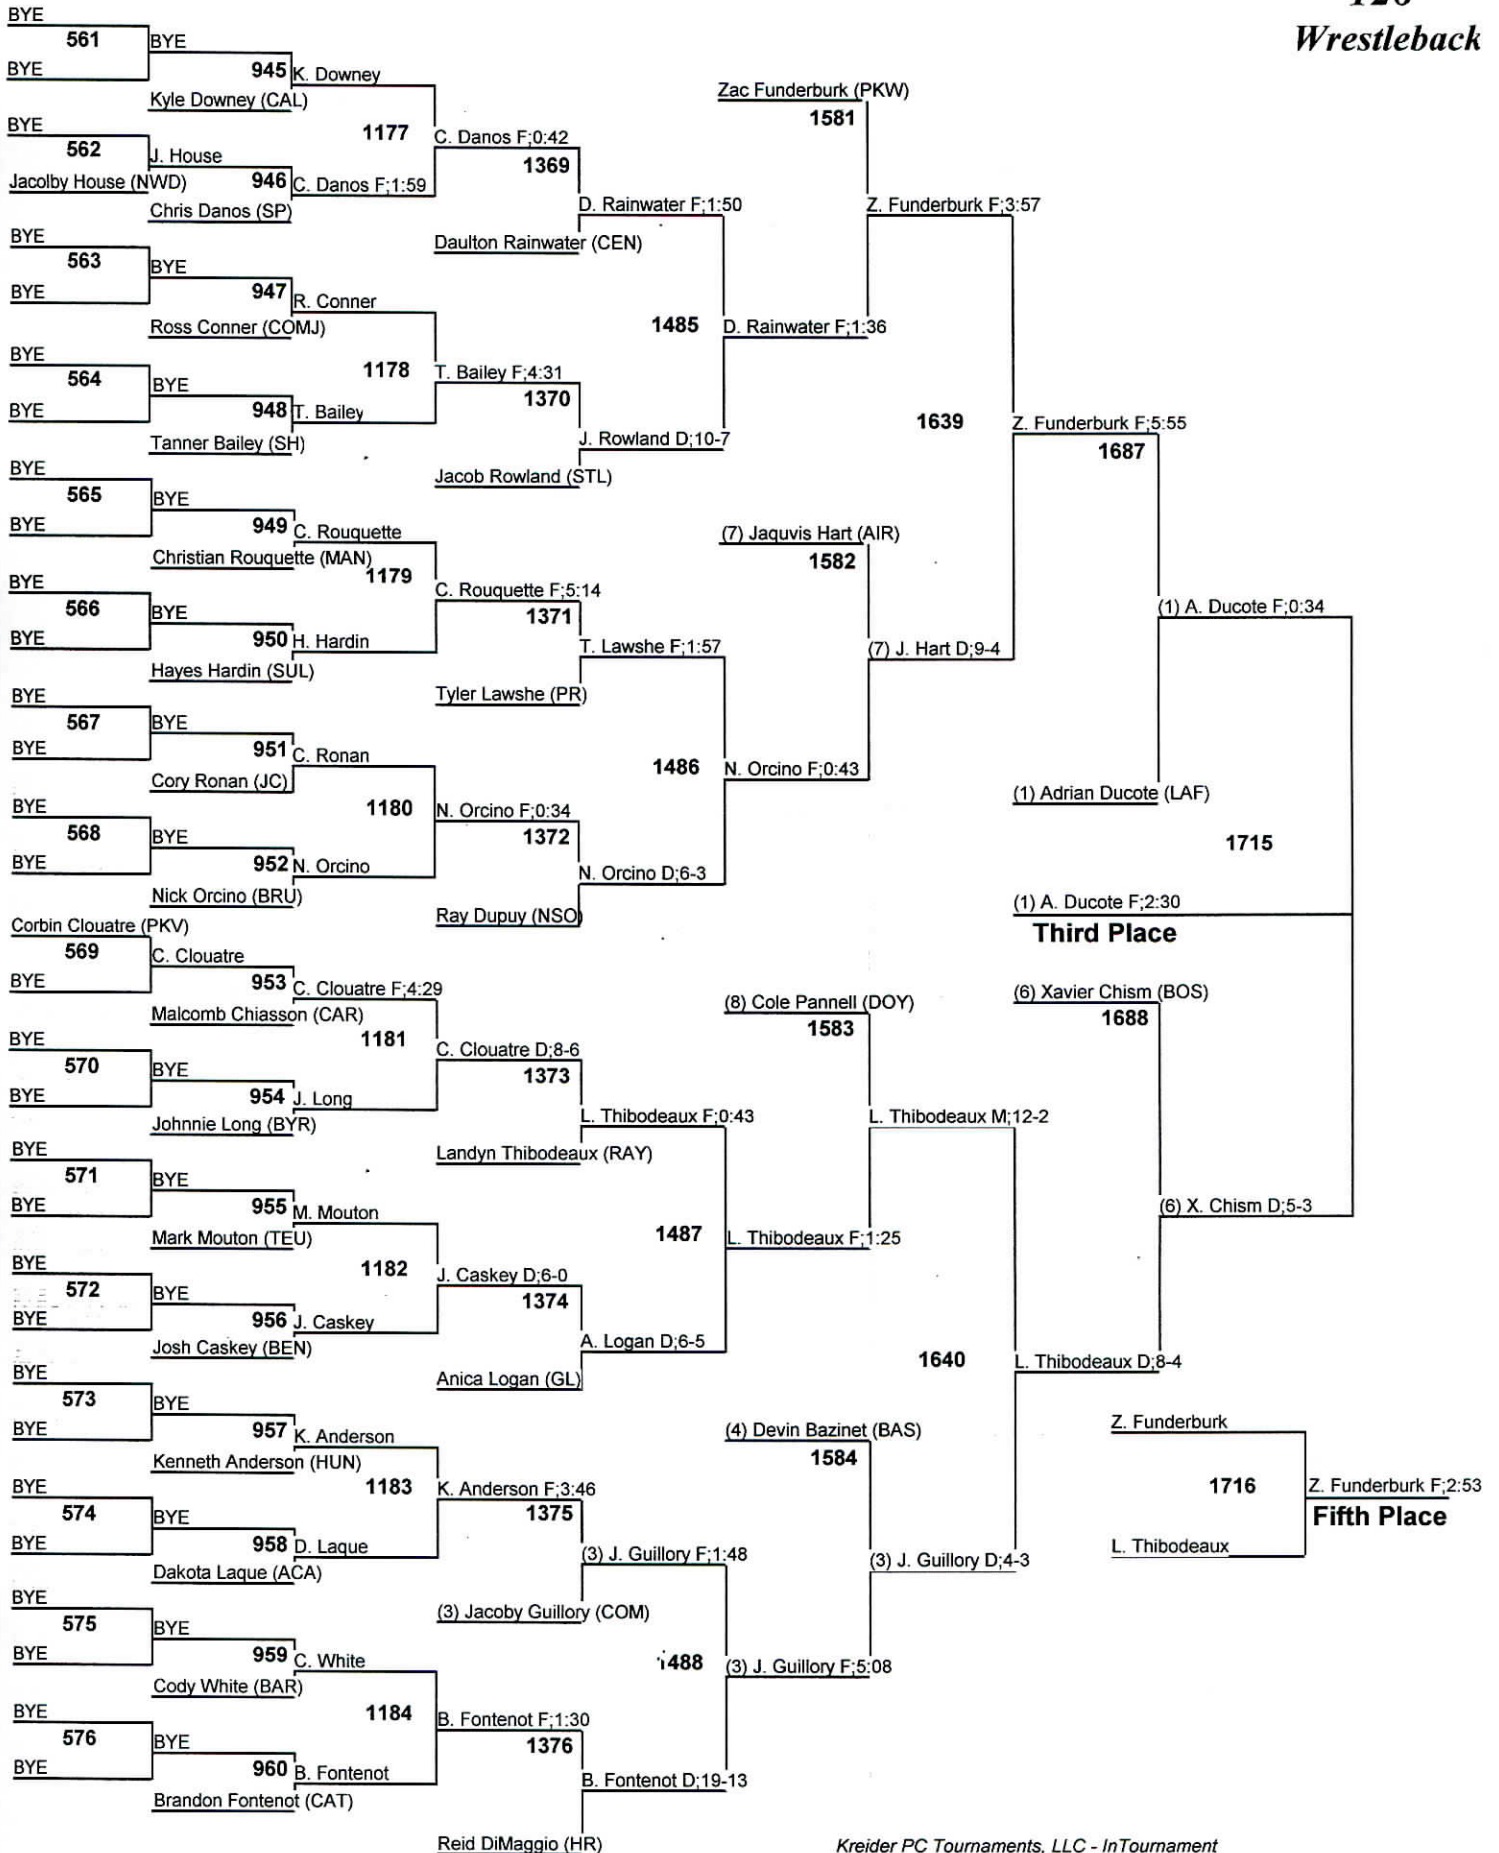 Wrestleback
BYE
561
BYE
BYE
945
K. Downey
Kyle Downey (CAL)
1177
C. Danos F;0:42
BYE
562
Jacolby House (NWD)
J. House
946
C. Danos F;1:59
Chris Danos (SP)
1369
D. Rainwater F;1:50
Daulton Rainwater (CEN)
BYE
563
BYE
BYE
947
R. Conner
Ross Conner (COMJ)
1178
T. Bailey F;4:31
BYE
564
BYE
BYE
948
T. Bailey
Tanner Bailey (SH)
1370
J. Rowland D;10-7
Jacob Rowland (STL)
1485
D. Rainwater F;1:36
Zac Funderburk (PKW)
1581
Z. Funderburk F;3:57
BYE
565
BYE
BYE
949
C. Rouquette
Christian Rouquette (MAN)
1179
C. Rouquette F;5:14
BYE
566
BYE
BYE
950
H. Hardin
Hayes Hardin (SUL)
1371
T. Lawshe F;1:57
Tyler Lawshe (PR)
BYE
567
BYE
BYE
951
C. Ronan
Cory Ronan (JC)
1180
N. Orcino F;0:34
BYE
568
BYE
BYE
952
N. Orcino
Nick Orcino (BRU)
1372
N. Orcino D;6-3
Ray Dupuy (NSO)
1486
N. Orcino F;0:43
(7) Jaquvis Hart (AIR)
1582
(7) J. Hart D;9-4
1639
Z. Funderburk F;5:55
1687
(1) A. Ducote F;0:34
(1) Adrian Ducote (LAF)
1715
(1) A. Ducote F;2:30
Third Place
Corbin Clouatre (PKV)
569
BYE
C. Clouatre
953
C. Clouatre F;4:29
Malcomb Chiasson (CAR)
1181
C. Clouatre D;8-6
BYE
570
BYE
BYE
954
J. Long
Johnnie Long (BYR)
1373
L. Thibodeaux F;0:43
Landyn Thibodeaux (RAY)
BYE
571
BYE
BYE
955
M. Mouton
Mark Mouton (TEU)
1182
J. Caskey D;6-0
BYE
572
BYE
BYE
956
J. Caskey
Josh Caskey (BEN)
1374
A. Logan D;6-5
Anica Logan (GL)
1487
L. Thibodeaux F;1:25
(8) Cole Pannell (DOY)
1583
L. Thibodeaux M;12-2
(6) Xavier Chism (BOS)
1688
(6) X. Chism D;5-3
BYE
573
BYE
BYE
957
K. Anderson
Kenneth Anderson (HUN)
1183
K. Anderson F;3:46
BYE
574
BYE
BYE
958
D. Laque
Dakota Laque (ACA)
1375
(3) J. Guillory F;1:48
(3) Jacoby Guillory (COM)
BYE
575
BYE
BYE
959
C. White
Cody White (BAR)
1184
B. Fontenot F;1:30
BYE
576
BYE
BYE
960
B. Fontenot
Brandon Fontenot (CAT)
1376
B. Fontenot D;19-13
Reid DiMaggio (HR)
1488
(3) J. Guillory F;5:08
(4) Devin Bazinet (BAS)
1584
(3) J. Guillory D;4-3
1640
L. Thibodeaux D;8-4
Z. Funderburk
1716
L. Thibodeaux
Z. Funderburk F;2:53
Fifth Place
Kreider PC Tournaments, LLC - InTournament